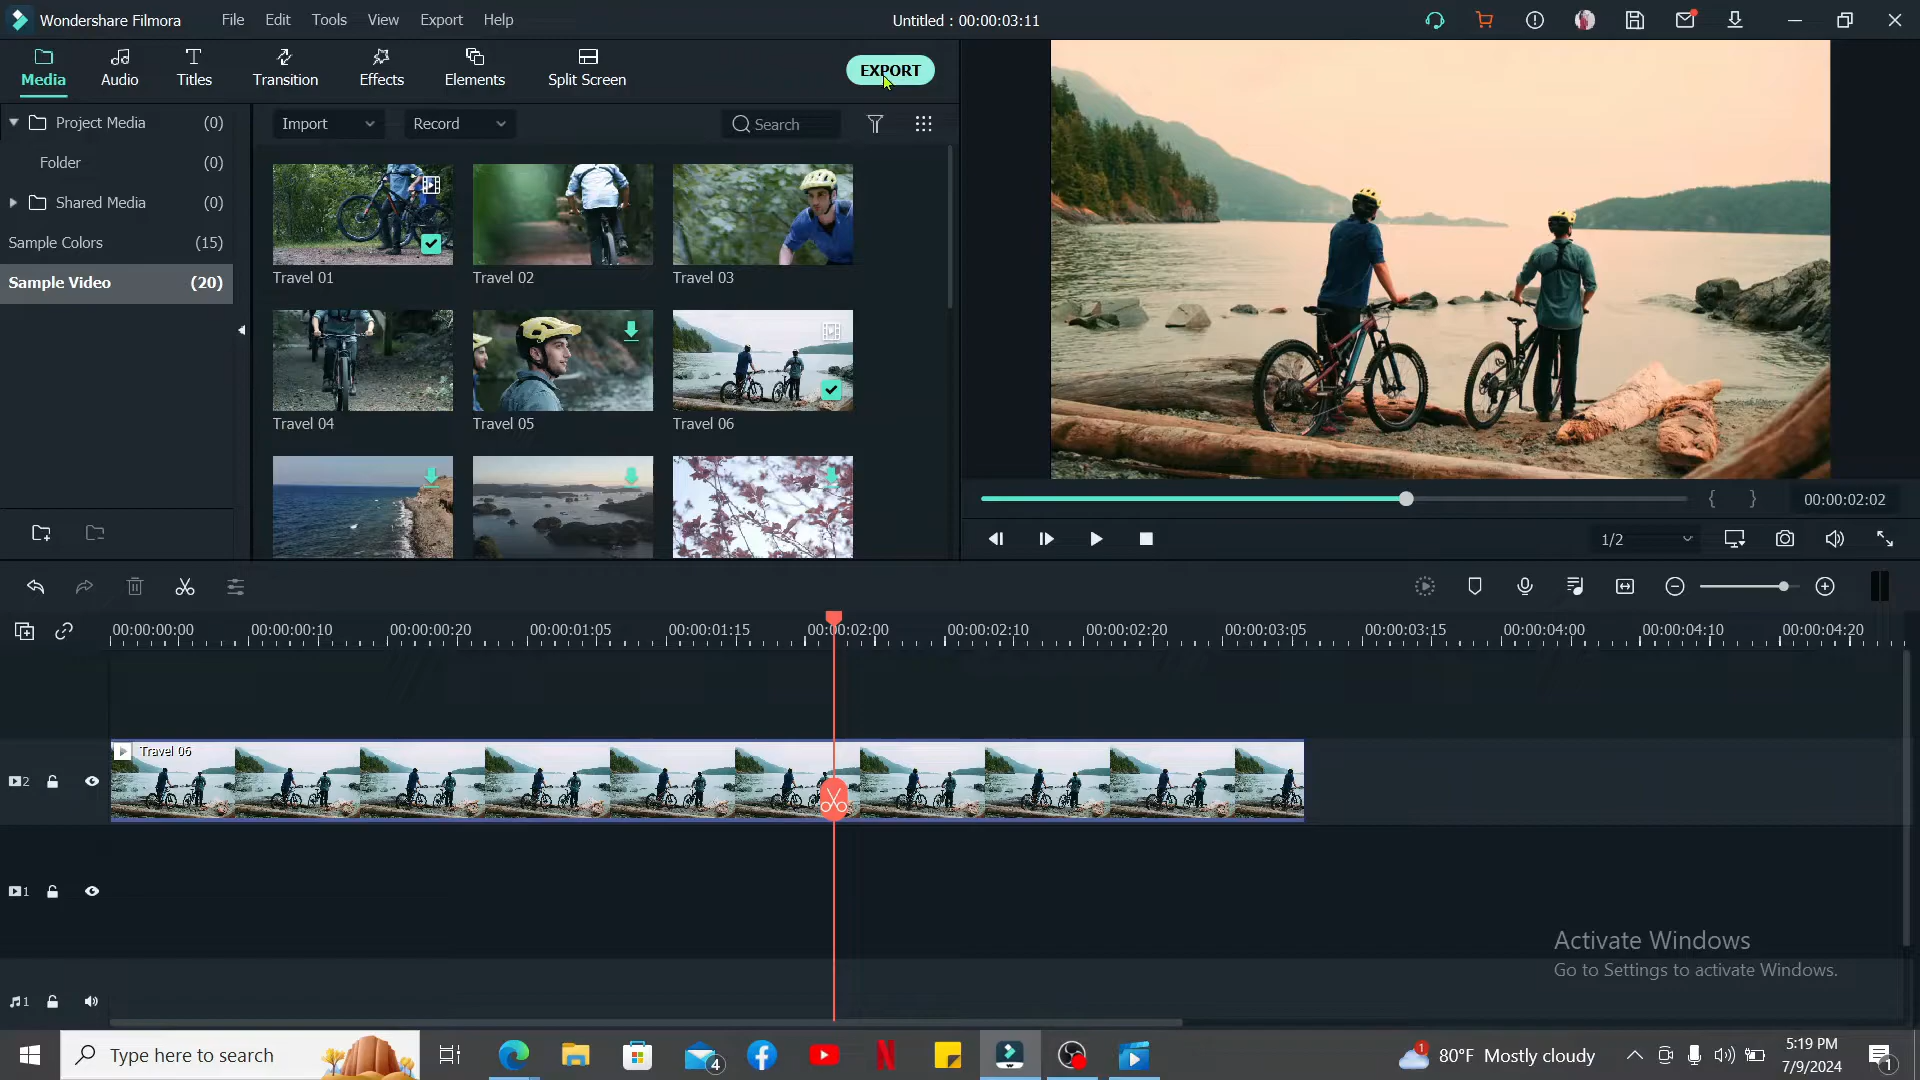 Wondershare Filmora File Edit Tools View Export Help Untitled : 00:00:03:11
Media Audio Titles Transition Effects Elements Split Screen EXPORT
Project Media (0)
Folder (0)
Shared Media (0)
Sample Colors (15)
Sample Video (20)
Import Record Search
Travel 01 Travel 02 Travel 03
Travel 04 Travel 05 Travel 06
{ } 00:00:02:02
1/2
00:00:00:00 00:00:00:10 00:00:00:20 00:00:01:05 00:00:01:15 00:00:02:00 00:00:02:10 00:00:02:20 00:00:03:05 00:00:03:15 00:00:04:00 00:00:04:10 00:00:04:20
Travel 06
2
1
1
Activate Windows
Go to Settings to activate Windows.
Type here to search 4 1 80°F Mostly cloudy 5:19 PM
7/9/2024 1